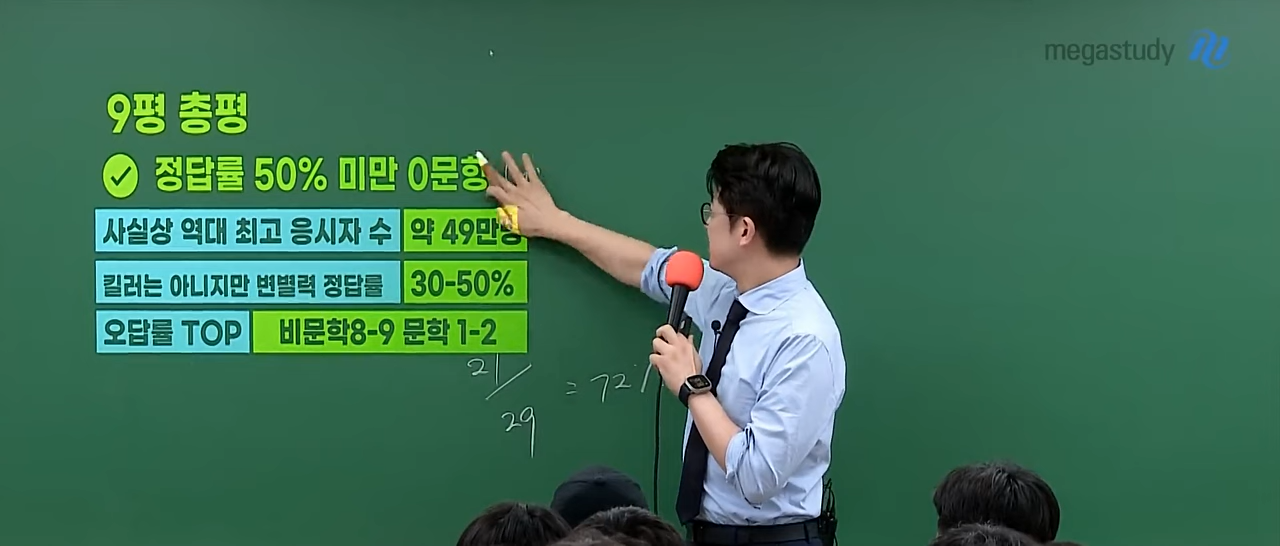 megastudy
9평 총평
정답률 50% 미만 0문항
사실상 역대 최고 응시자 수 약 49만명
킬러는 아니지만 변별력 정답률 30-50%
오답률 TOP 비문학8-9 문학 1-2
21/29 = 72%